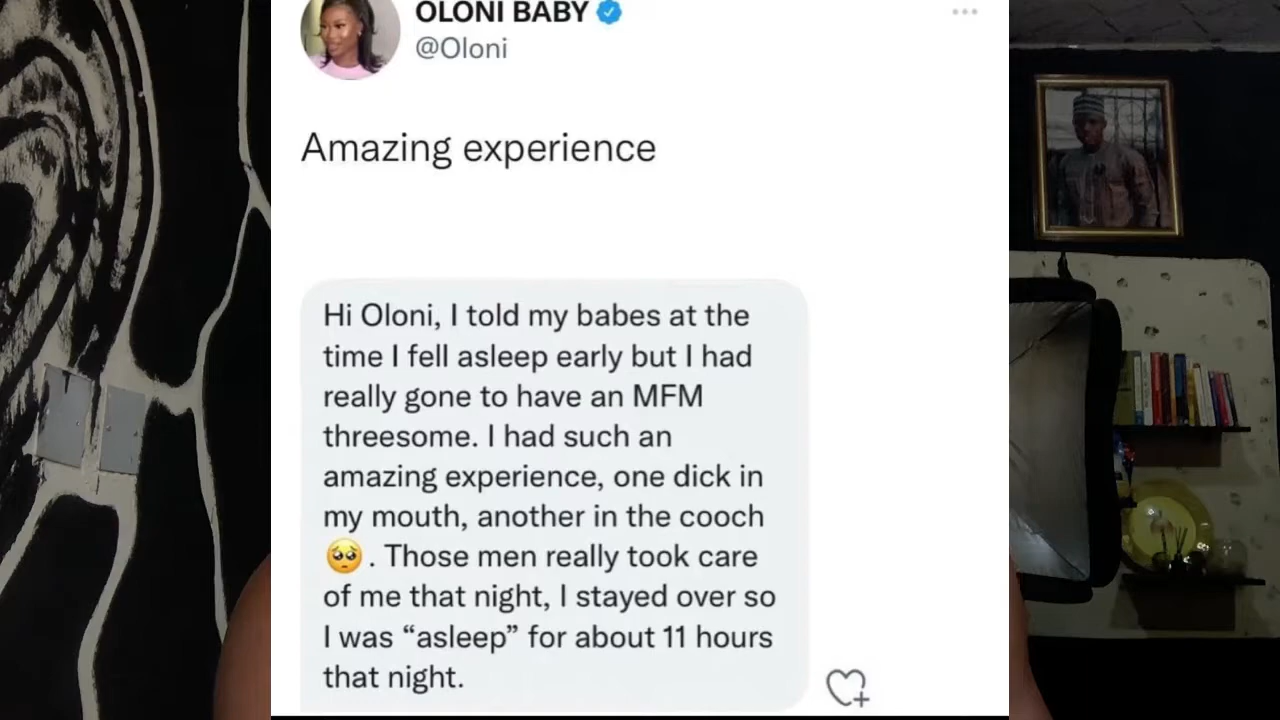 OLONI BABY
@Oloni
Amazing experience
Hi Oloni, I told my babes at the
time I fell asleep early but I had
really gone to have an MFM
threesome. I had such an
amazing experience, one dick in
my mouth, another in the cooch
🥺. Those men really took care
of me that night, I stayed over so
I was “asleep” for about 11 hours
that night.